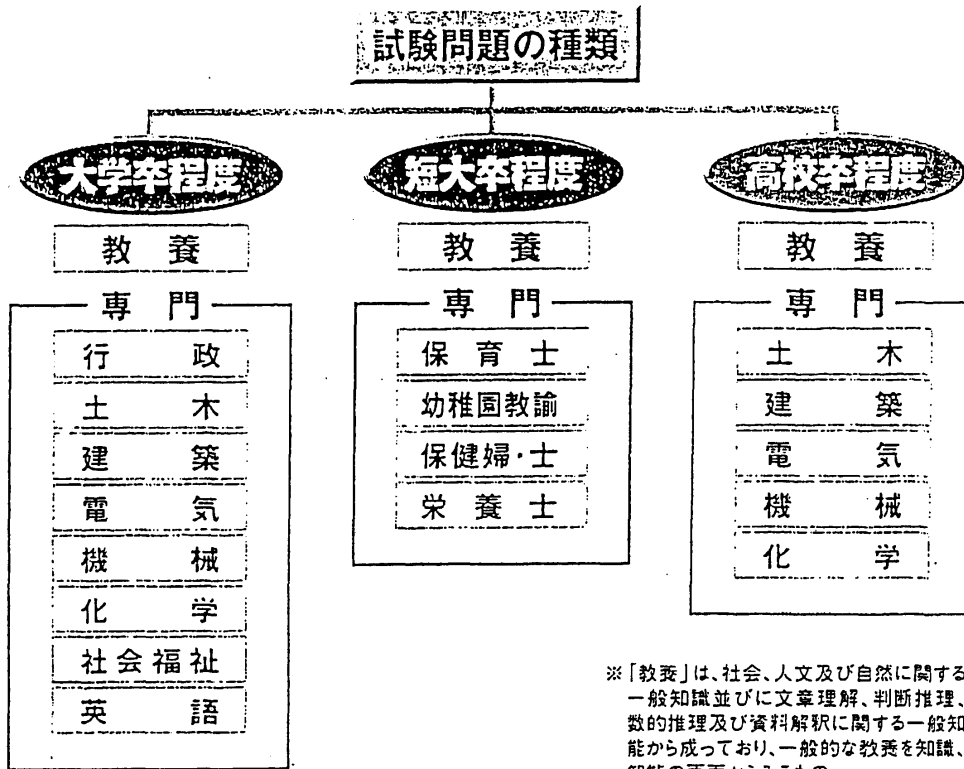 試験問題の種類
大学卒程度
教養
専門
行政
土木
建築
電気
機械
化学
社会福祉
英語
短大卒程度
教養
専門
保育士
幼稚園教諭
保健婦・士
栄養士
高校卒程度
教養
専門
土木
建築
電気
機械
化学
※「教養」は、社会、人文及び自然に関する
一般知識並びに文章理解、判断推理、
数的推理及び資料解釈に関する一般知
能から成っており、一般的な教養を知識、